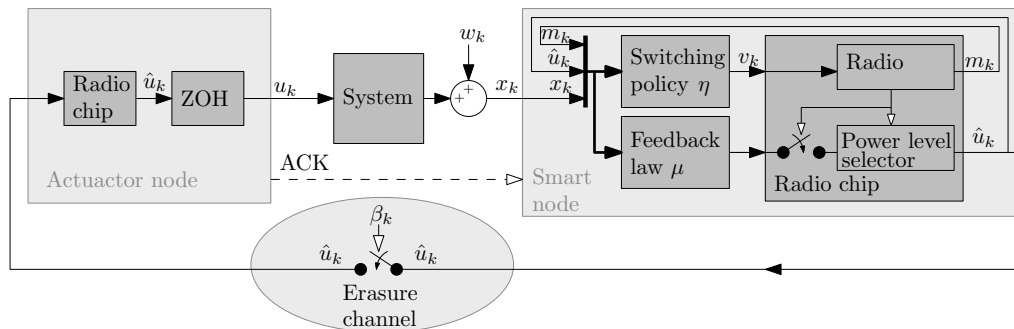 Radio
chip
û_k
ZOH
u_k
System
w_k
+
+
x_k
m_k
û_k
x_k
Switching
policy η
v_k
Radio
m_k
Feedback
law μ
Power level
selector
û_k
Radio chip
Actuactor node
ACK
Smart
node
β_k
û_k
û_k
Erasure
channel